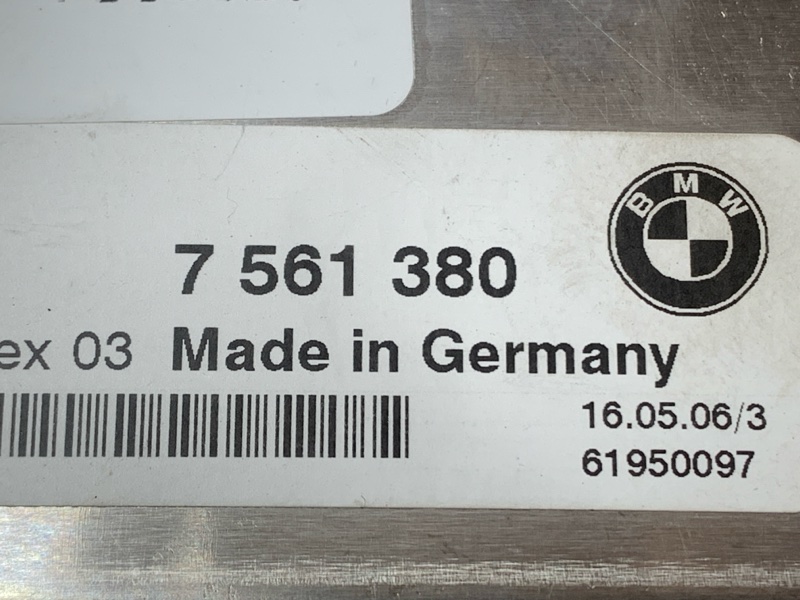 BMW
7 561 380
ex 03 Made in Germany
16.05.06/3
61950097